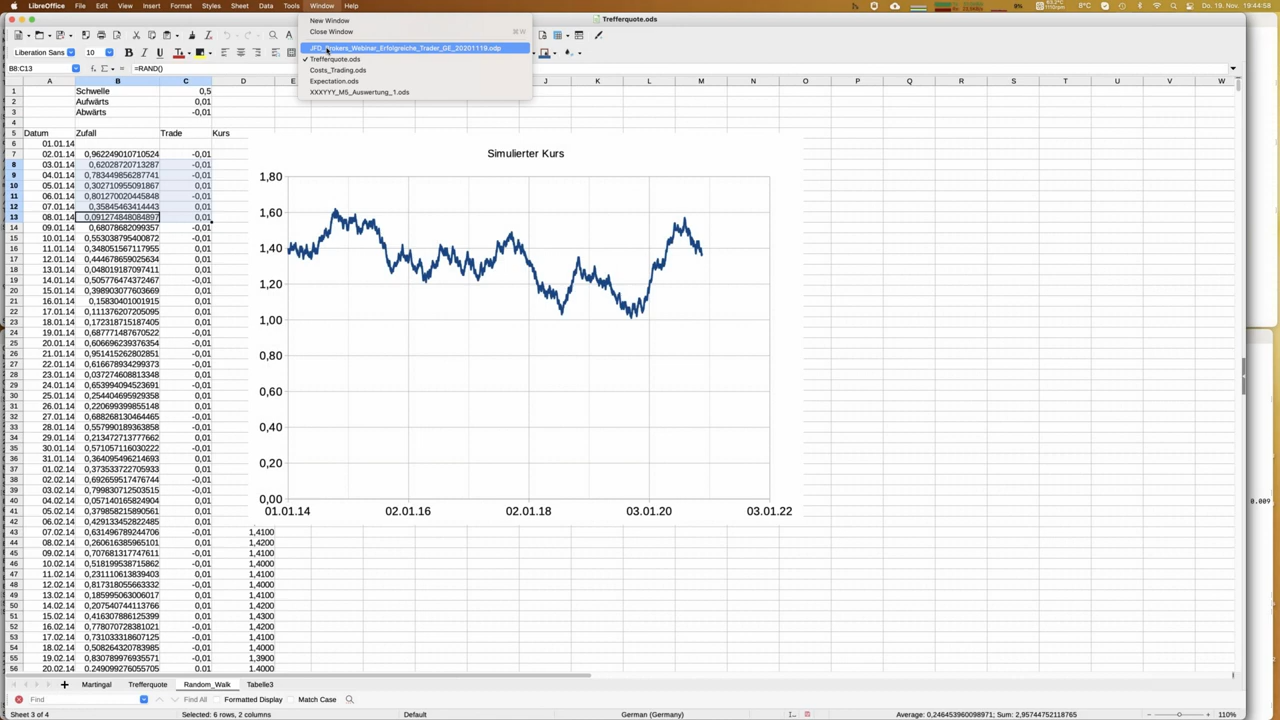 LibreOffice File Edit View Insert Format Styles Sheet Data Tools Window Help
8°C Do. 19. Nov. 19:44:58
Trefferquote.ods
New Window
Close Window ⌘W
JFD_Brokers_Webinar_Erfolgreiche_Trader_GE_20201119.odp
✓ Trefferquote.ods
Costs_Trading.ods
Expectation.ods
XXXYYY_M5_Auswertung_1.ods
Liberation Sans 10
B8:C13 =RAND()
A B C D E J K L M N O P Q R S T U V W
1 Schwelle 0,5
2 Aufwärts 0,01
3 Abwärts -0,01
4
5 Datum Zufall Trade Kurs
6 01.01.14
7 02.01.14 0,962249010710524 -0,01
8 03.01.14 0,62028720713287 -0,01
9 04.01.14 0,783449856287741 -0,01
10 05.01.14 0,302710955091867 0,01
11 06.01.14 0,801270020445848 -0,01
12 07.01.14 0,35845463414443 0,01
13 08.01.14 0,091274848084897 0,01
14 09.01.14 0,68078682099357 -0,01
15 10.01.14 0,553038795400872 -0,01
16 11.01.14 0,348051567117955 0,01
17 12.01.14 0,444678659025634 0,01
18 13.01.14 0,048019187097411 0,01
19 14.01.14 0,505776474372467 -0,01
20 15.01.14 0,398903077603669 0,01
21 16.01.14 0,15830401001915 0,01
22 17.01.14 0,111376207205095 0,01
23 18.01.14 0,172318715187405 0,01
24 19.01.14 0,687771487670522 -0,01
25 20.01.14 0,606696239376354 -0,01
26 21.01.14 0,951415262802851 -0,01
27 22.01.14 0,616678934299373 -0,01
28 23.01.14 0,037274608813348 0,01
29 24.01.14 0,653994094523691 -0,01
30 25.01.14 0,254404695929358 0,01
31 26.01.14 0,220699399855148 0,01
32 27.01.14 0,688268130464465 -0,01
33 28.01.14 0,557990189363858 -0,01
34 29.01.14 0,213472713777662 0,01
35 30.01.14 0,571057116030222 -0,01
36 31.01.14 0,364095496214693 0,01
37 01.02.14 0,373533722705933 0,01
38 02.02.14 0,692659517476744 -0,01
39 03.02.14 0,799830712503515 -0,01
40 04.02.14 0,057140165824904 0,01
41 05.02.14 0,379858215890561 0,01
42 06.02.14 0,429133452822485 0,01
43 07.02.14 0,631496789244706 -0,01 1,4100
44 08.02.14 0,260616385965101 0,01 1,4200
45 09.02.14 0,707681317747611 -0,01 1,4100
46 10.02.14 0,518199538715862 -0,01 1,4000
47 11.02.14 0,231110613839403 0,01 1,4100
48 12.02.14 0,817318055663332 -0,01 1,4000
49 13.02.14 0,185995063006017 0,01 1,4100
50 14.02.14 0,207540744113766 0,01 1,4200
51 15.02.14 0,416307886125399 0,01 1,4300
52 16.02.14 0,778070728381021 -0,01 1,4200
53 17.02.14 0,731033318607125 -0,01 1,4100
54 18.02.14 0,508264320783985 -0,01 1,4000
55 19.02.14 0,830789976935571 -0,01 1,3900
56 20.02.14 0,249099276055705 0,01 1,4000
Simulierter Kurs
1,80
1,60
1,40
1,20
1,00
0,80
0,60
0,40
0,20
0,00
01.01.14 02.01.16 02.01.18 03.01.20 03.01.22
0.009
Martingal Trefferquote Random_Walk Tabelle3
Find Find All Formatted Display Match Case
Sheet 3 of 4 Selected: 6 rows, 2 columns Default German (Germany) Average: 0,246453960098971; Sum: 2,95744752118765 110%